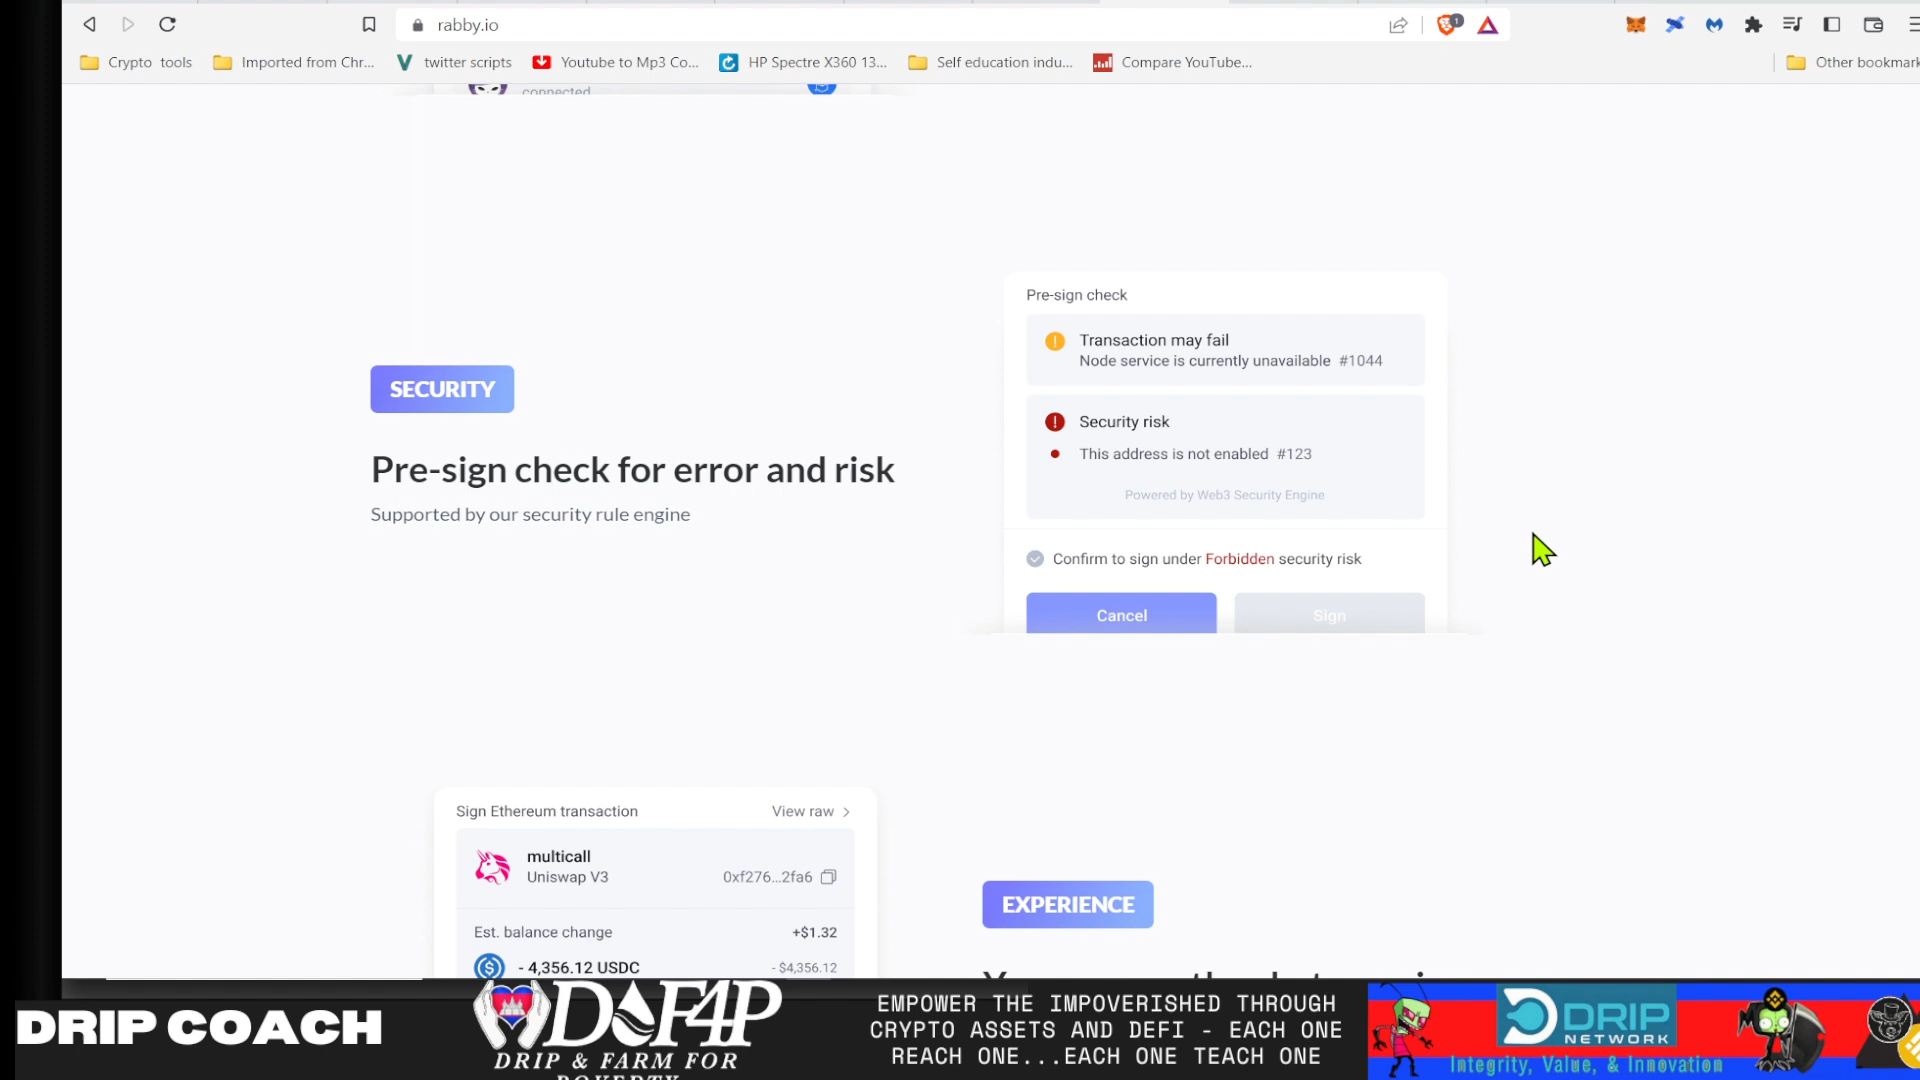 rabby.io
1
Crypto tools
Imported from Chr...
twitter scripts
Youtube to Mp3 Co...
HP Spectre X360 13...
Self education indu...
Compare YouTube...
Other bookmark
connected
Pre-sign check
Transaction may fail
Node service is currently unavailable #1044
Security risk
This address is not enabled #123
Powered by Web3 Security Engine
Confirm to sign under Forbidden security risk
Cancel
Sign
SECURITY
Pre-sign check for error and risk
Supported by our security rule engine
Sign Ethereum transaction
View raw >
multicall
Uniswap V3
0xf276...2fa6
Est. balance change
+$1.32
- 4,356.12 USDC
- $4,356.12
EXPERIENCE
DRIP COACH
DF4P
DRIP & FARM FOR
POVERTY
EMPOWER THE IMPOVERISHED THROUGH
CRYPTO ASSETS AND DEFI - EACH ONE
REACH ONE...EACH ONE TEACH ONE
DRIP
NETWORK
Integrity, Value, & Innovation